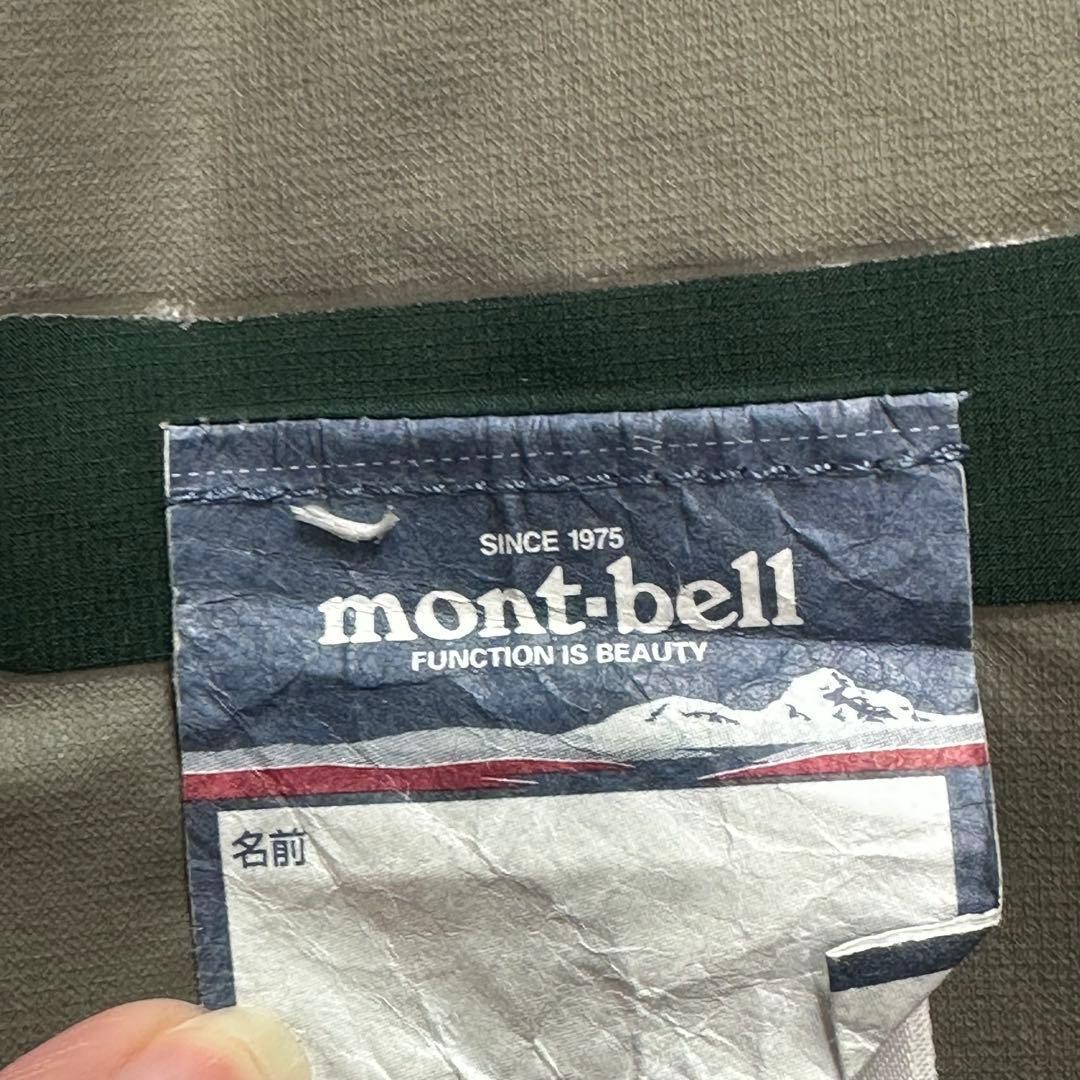 SINCE 1975
mont-bell
FUNCTION IS BEAUTY
名前